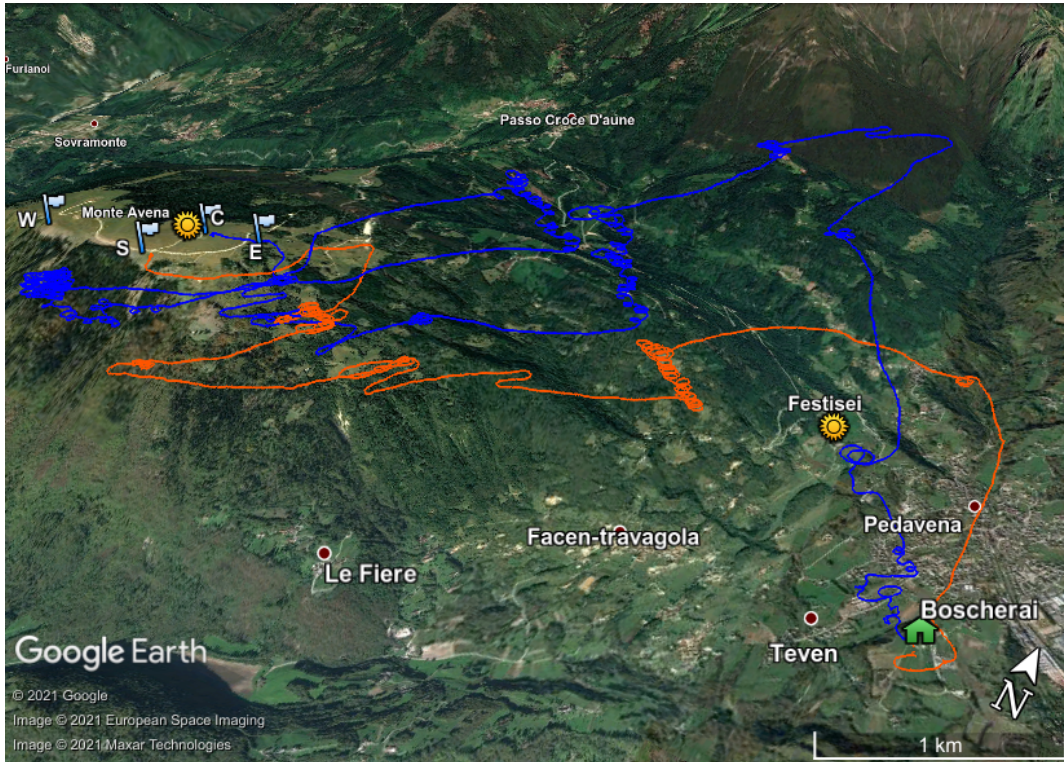 Furianoi
Sovramonte
Passo Croce D'aune
W
Monte Avena
C
S
E
Festisei
Pedavena
Facen-travagola
Le Fiere
Boscherai
Teven
Google Earth
N
© 2021 Google
Image © 2021 European Space Imaging
Image © 2021 Maxar Technologies
1 km